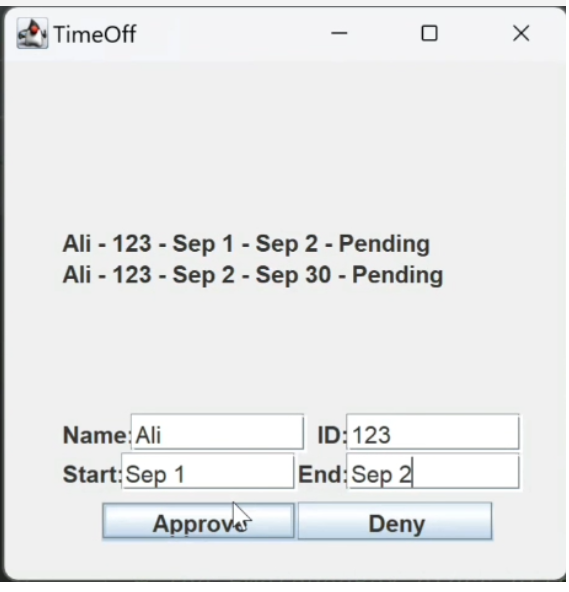 TimeOff
Ali - 123 - Sep 1 - Sep 2 - Pending
Ali - 123 - Sep 2 - Sep 30 - Pending
Name: Ali ID: 123
Start: Sep 1 End: Sep 2
Approve Deny